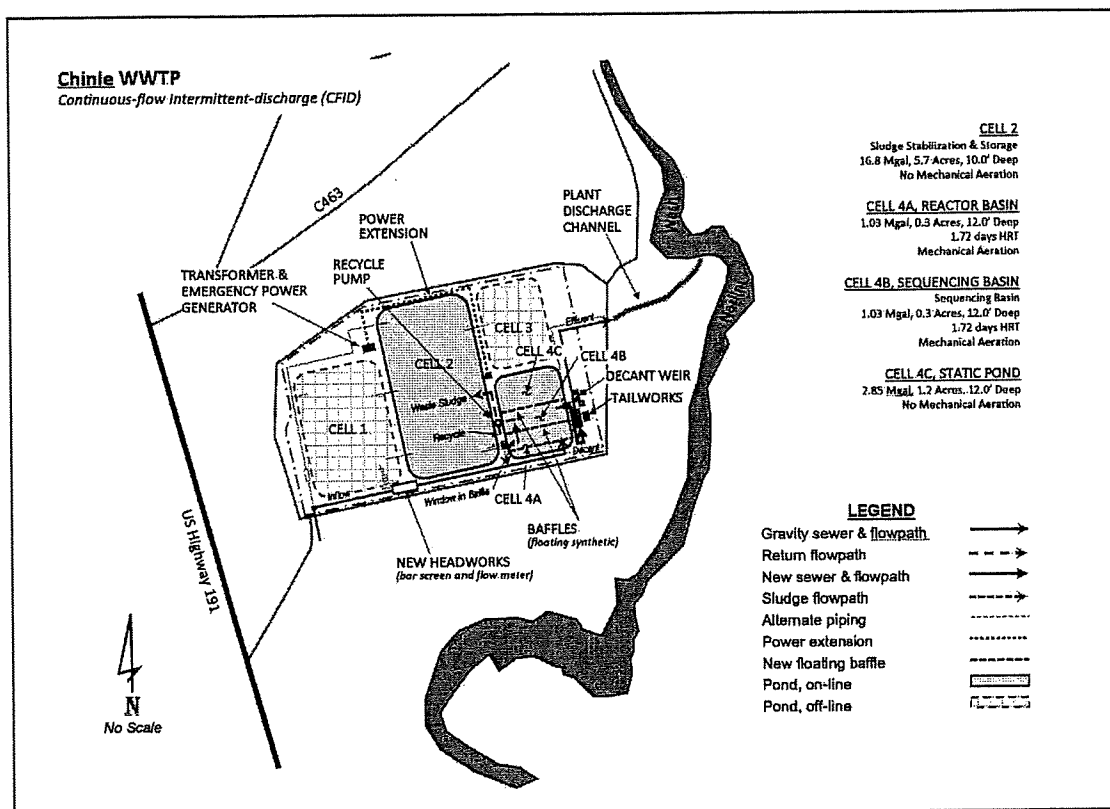 Chinle WWTP
Continuous-flow Intermittent-discharge (CFID)
C463
POWER
EXTENSION
RECYCLE
PUMP
TRANSFORMER &
EMERGENCY POWER
GENERATOR
PLANT
DISCHARGE
CHANNEL
CELL 2
Sludge Stabilization & Storage
16.8 Mgal, 5.7 Acres, 10.0' Deep
No Mechanical Aeration
CELL 4A, REACTOR BASIN
1.03 Mgal, 0.3 Acres, 12.0' Deep
1.72 days HRT
Mechanical Aeration
CELL 4B, SEQUENCING BASIN
Sequencing Basin
1.03 Mgal, 0.3 Acres, 12.0' Deep
1.72 days HRT
Mechanical Aeration
CELL 4C, STATIC POND
2.85 Mgal, 1.2 Acres, 12.0' Deep
No Mechanical Aeration
Effluent
CELL 3
CELL 2
CELL 4C
CELL 4B
DECANT WEIR
TAILWORKS
Waste Sludge
CELL 1
Recycle
Decant
Inflow
Window in Baffle
CELL 4A
BAFFLES
(floating synthetic)
NEW HEADWORKS
(bar screen and flow meter)
US Highway 191
N
No Scale
LEGEND
Gravity sewer & flowpath
Return flowpath
New sewer & flowpath
Sludge flowpath
Alternate piping
Power extension
New floating baffle
Pond, on-line
Pond, off-line